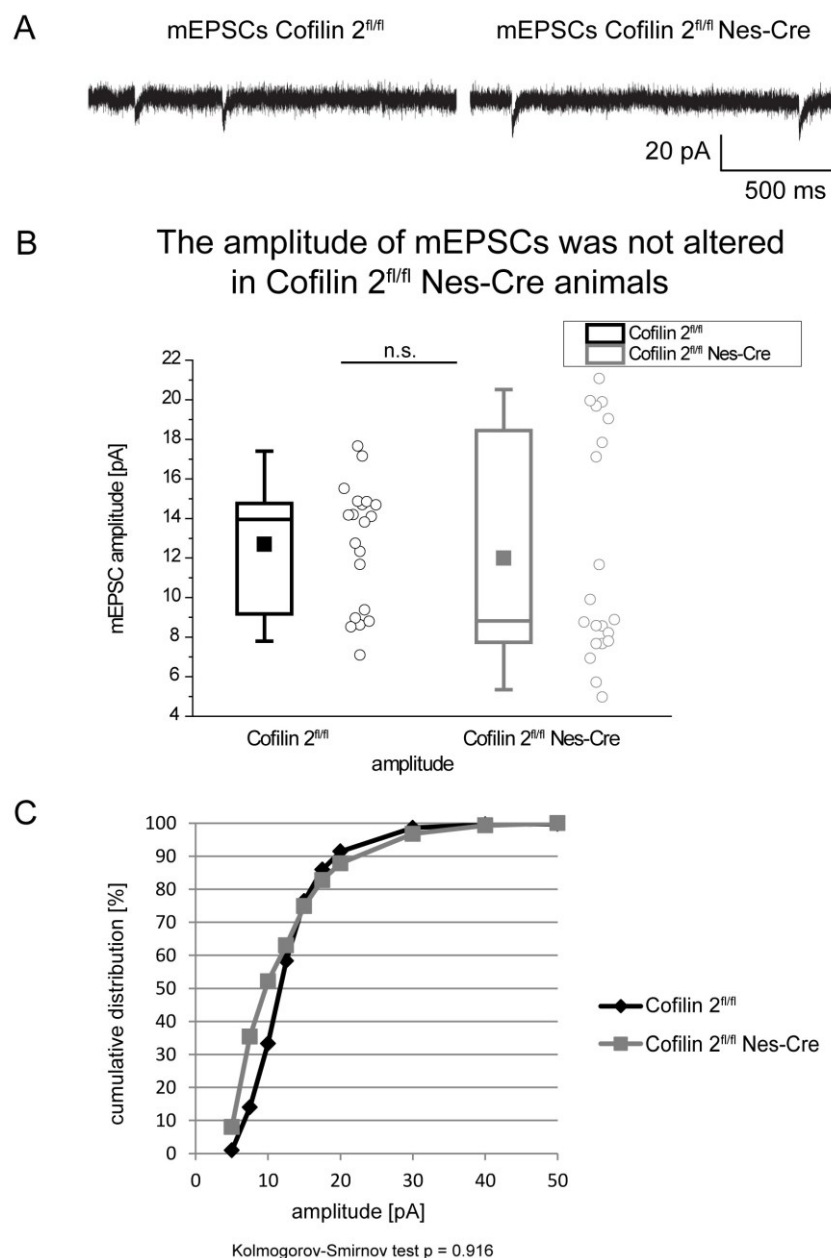 A
mEPSCs Cofilin 2fl/fl
mEPSCs Cofilin 2fl/fl Nes-Cre
20 pA
500 ms
B
The amplitude of mEPSCs was not altered
in Cofilin 2fl/fl Nes-Cre animals
Cofilin 2fl/fl
Cofilin 2fl/fl Nes-Cre
n.s.
22
20
18
16
14
12
10
8
6
4
mEPSC amplitude [pA]
Cofilin 2fl/fl
Cofilin 2fl/fl Nes-Cre
amplitude
C
100
90
80
70
60
50
40
30
20
10
0
cumulative distribution [%]
0 10 20 30 40 50
amplitude [pA]
Cofilin 2fl/fl
Cofilin 2fl/fl Nes-Cre
Kolmogorov-Smirnov test p = 0.916